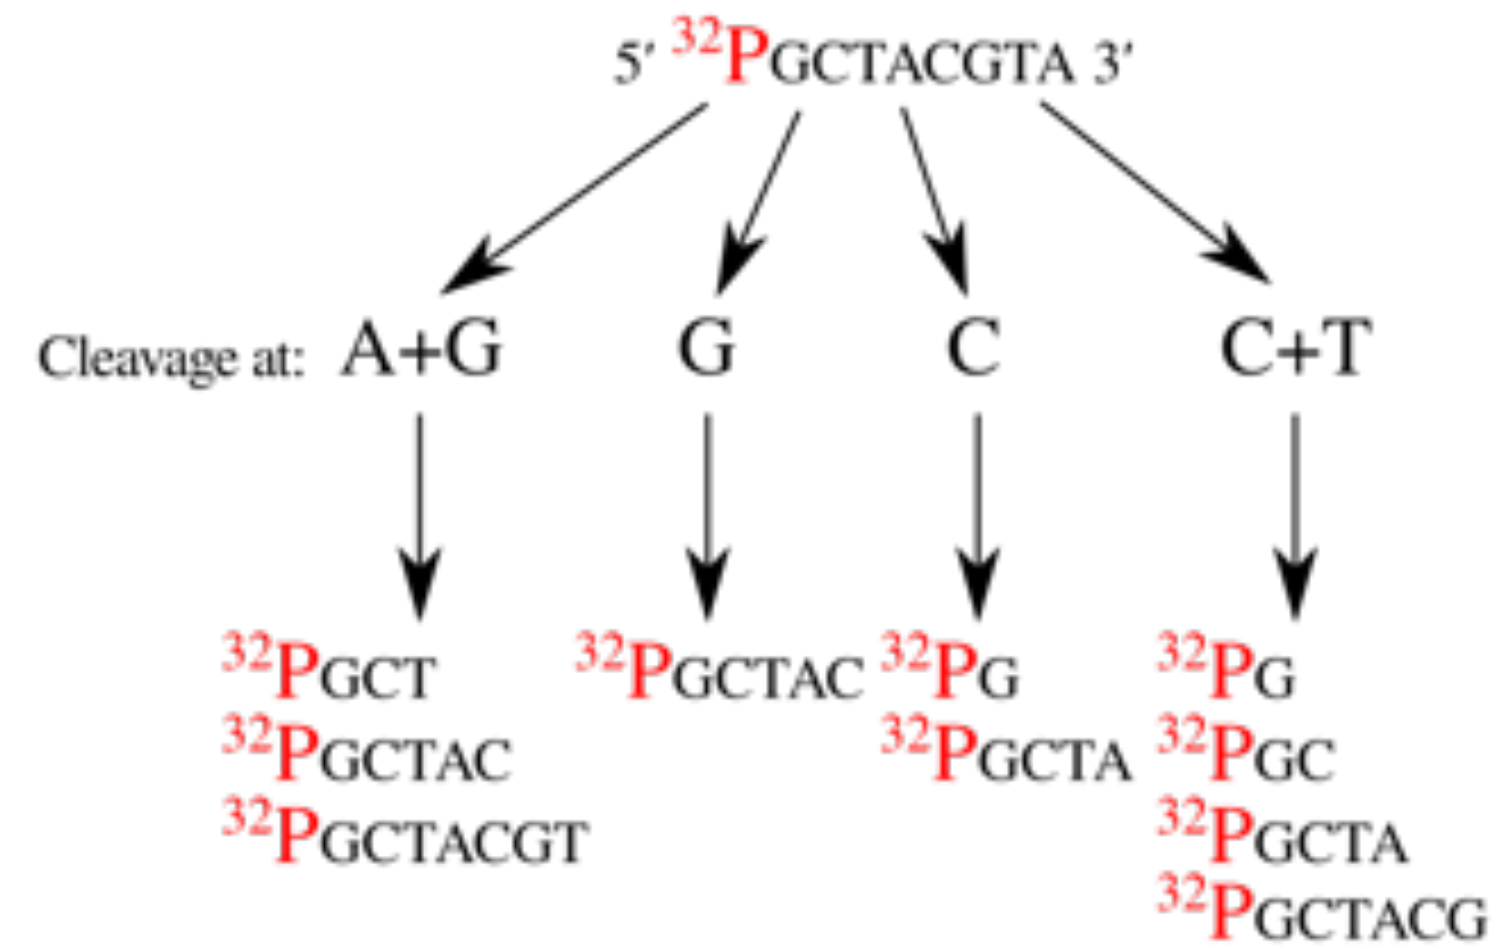 5′ ³²PGCTACGTA 3′
Cleavage at: A+G G C C+T
³²PGCT ³²PGCTAC ³²PG ³²PG
³²PGCTAC ³²PGCTA ³²PGC
³²PGCTACGT ³²PGCTA
³²PGCTACG